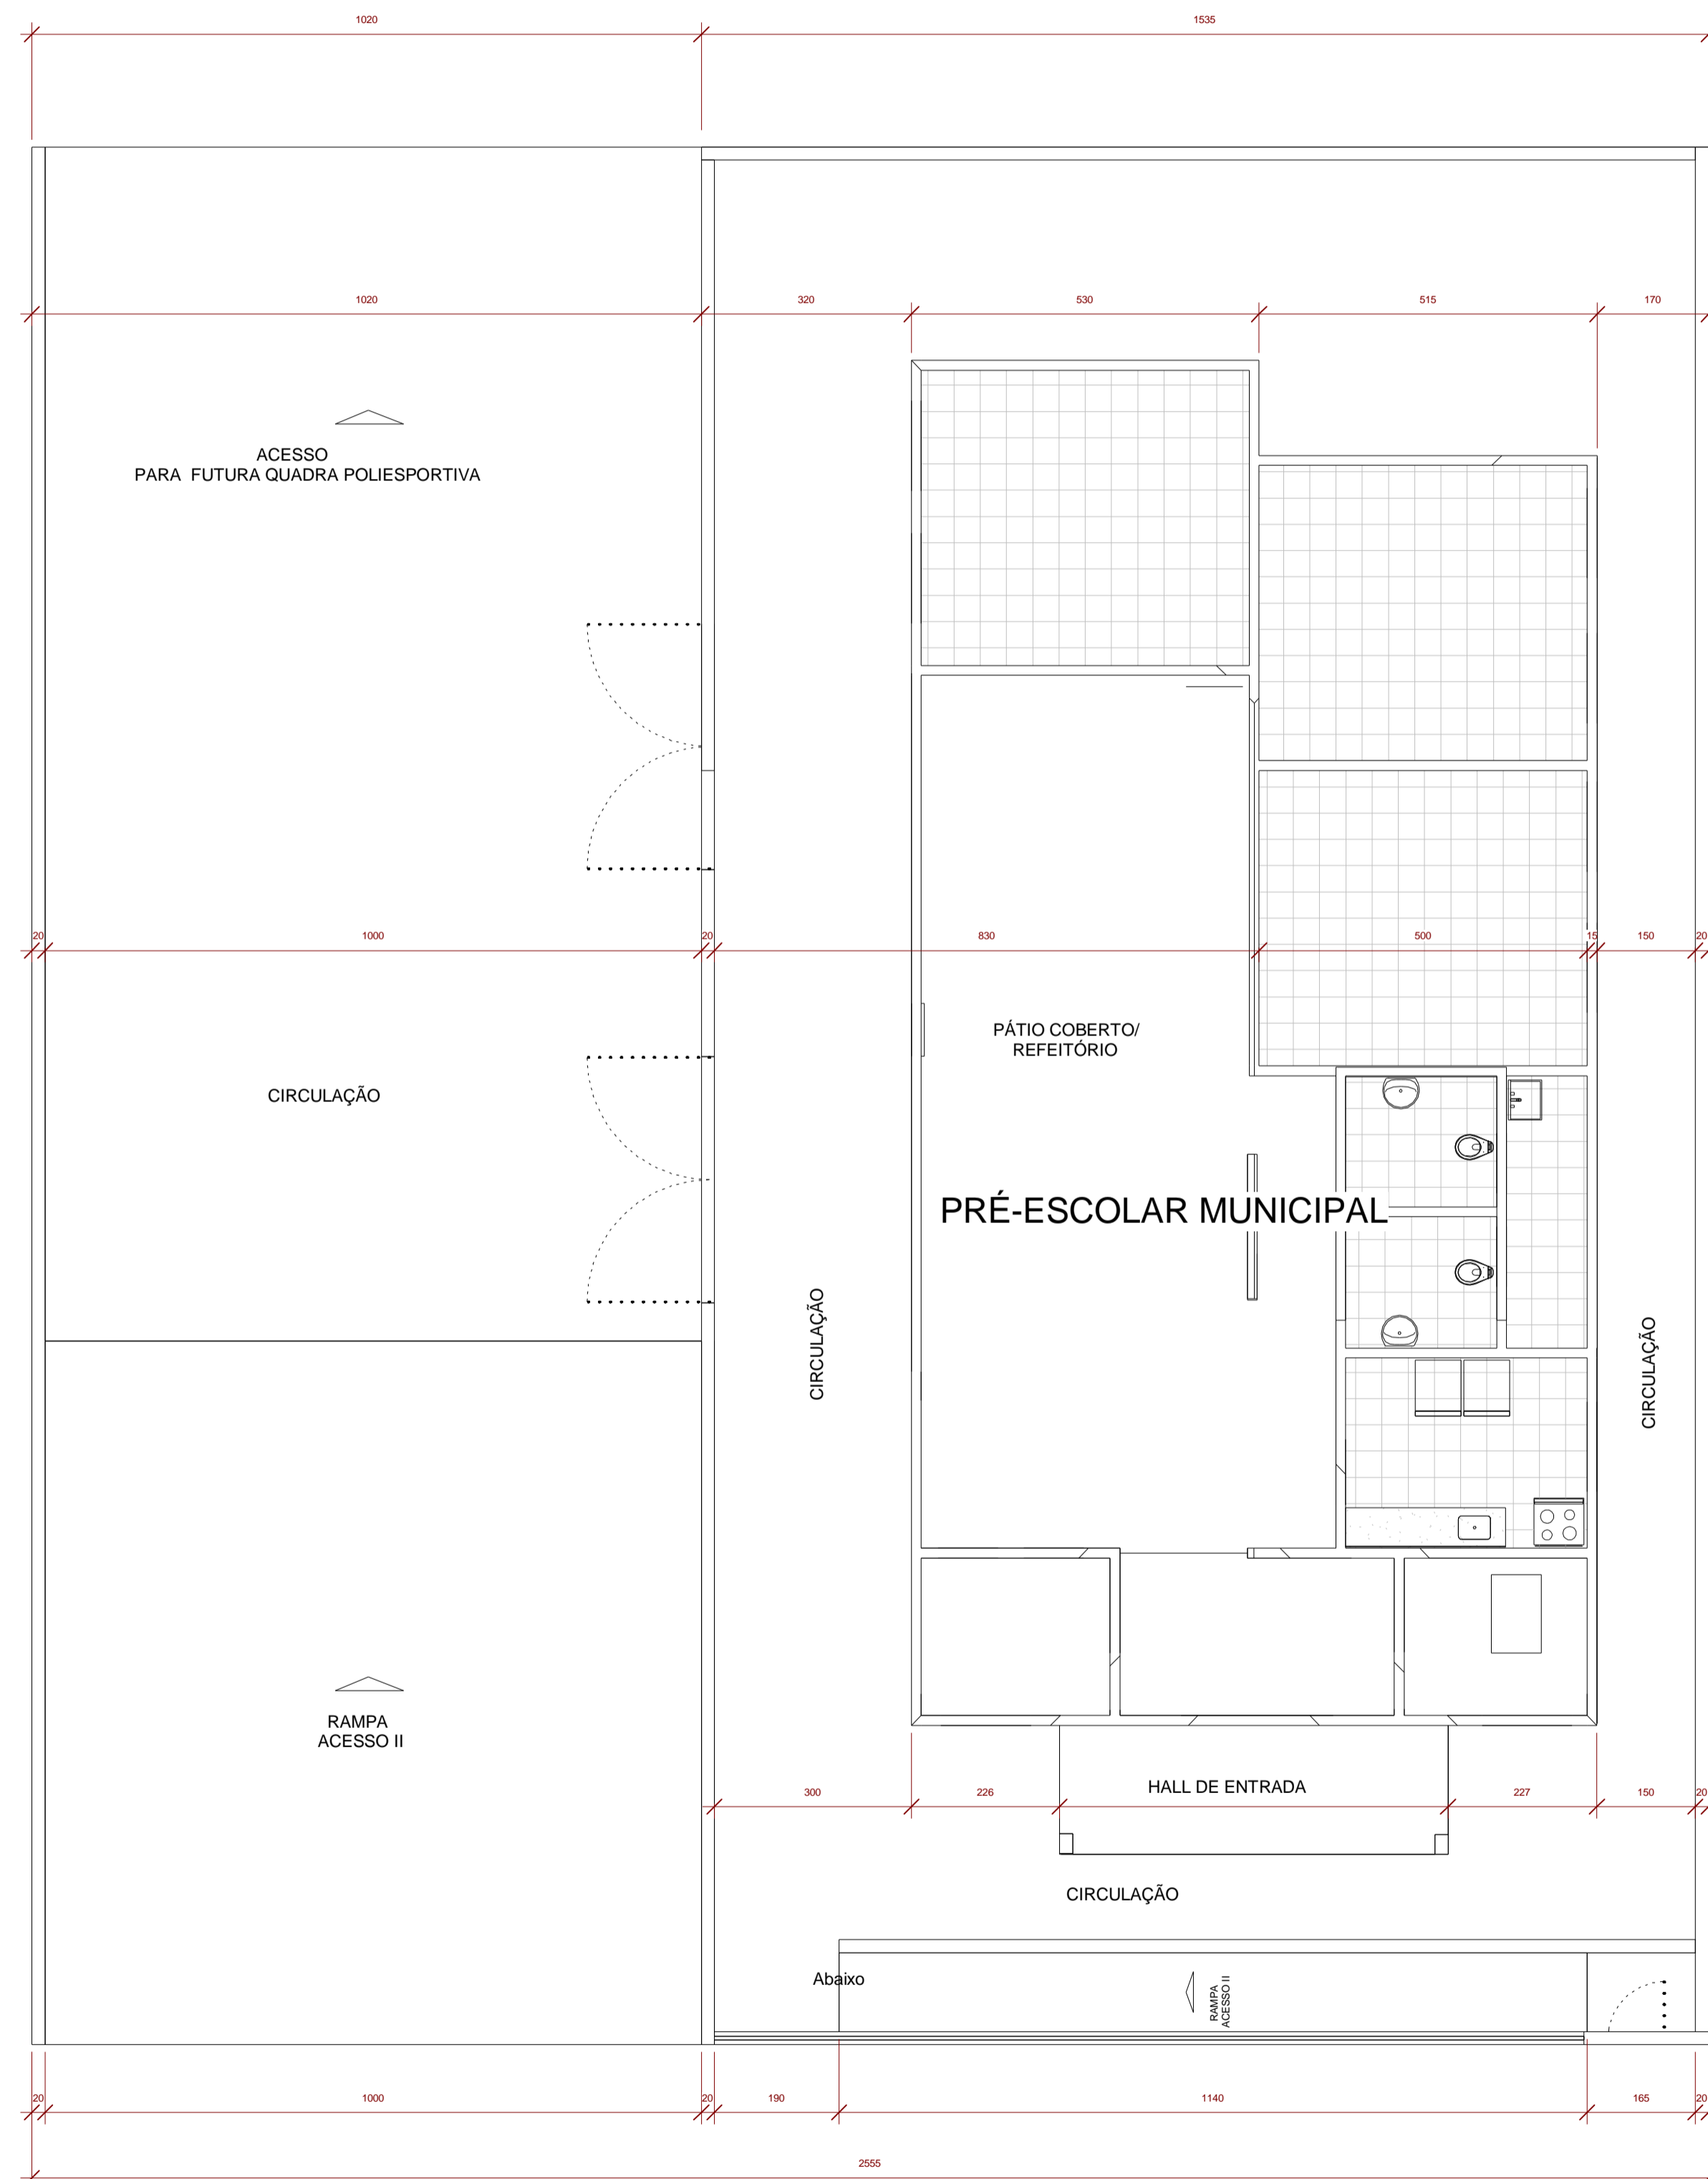 1020
1535
1020
320
530
515
170
ACESSO
PARA FUTURA QUADRA POLIESPORTIVA
20
1000
20
830
500
15
150
20
PÁTIO COBERTO/
REFEITÓRIO
CIRCULAÇÃO
PRÉ-ESCOLAR MUNICIPAL
CIRCULAÇÃO
CIRCULAÇÃO
RAMPA
ACESSO II
HALL DE ENTRADA
300
226
227
150
20
CIRCULAÇÃO
Abaixo
RAMPA
ACESSO II
20
1000
20
190
1140
165
20
2555